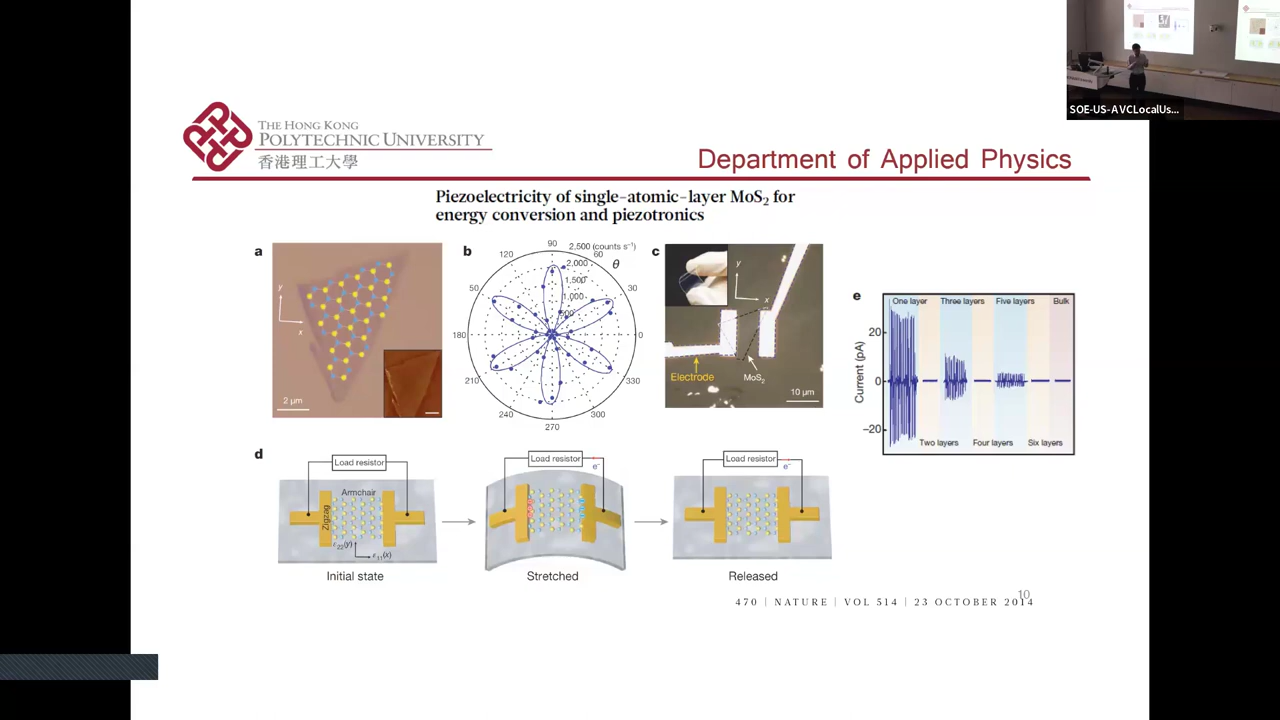 SOE-US-AVCLocalUs...
THE HONG KONG
POLYTECHNIC UNIVERSITY
香港理工大學
Department of Applied Physics
Piezoelectricity of single-atomic-layer MoS2 for
energy conversion and piezotronics
a
y
x
2 μm
b
90
2,500 (counts s⁻¹)
120
60
2,000
θ
1,500
50
30
1,000
180
0
210
330
240
300
270
c
y
x
Electrode
MoS2
10 μm
e
One layer Three layers Five layers Bulk
20
Current (pA)
0
−20
Two layers Four layers Six layers
d
Load resistor
Armchair
Zigzag
ε22(y)
ε11(x)
Initial state
Load resistor
e⁻
Stretched
Load resistor
e⁻
Released
10
470 | NATURE | VOL 514 | 23 OCTOBER 2014